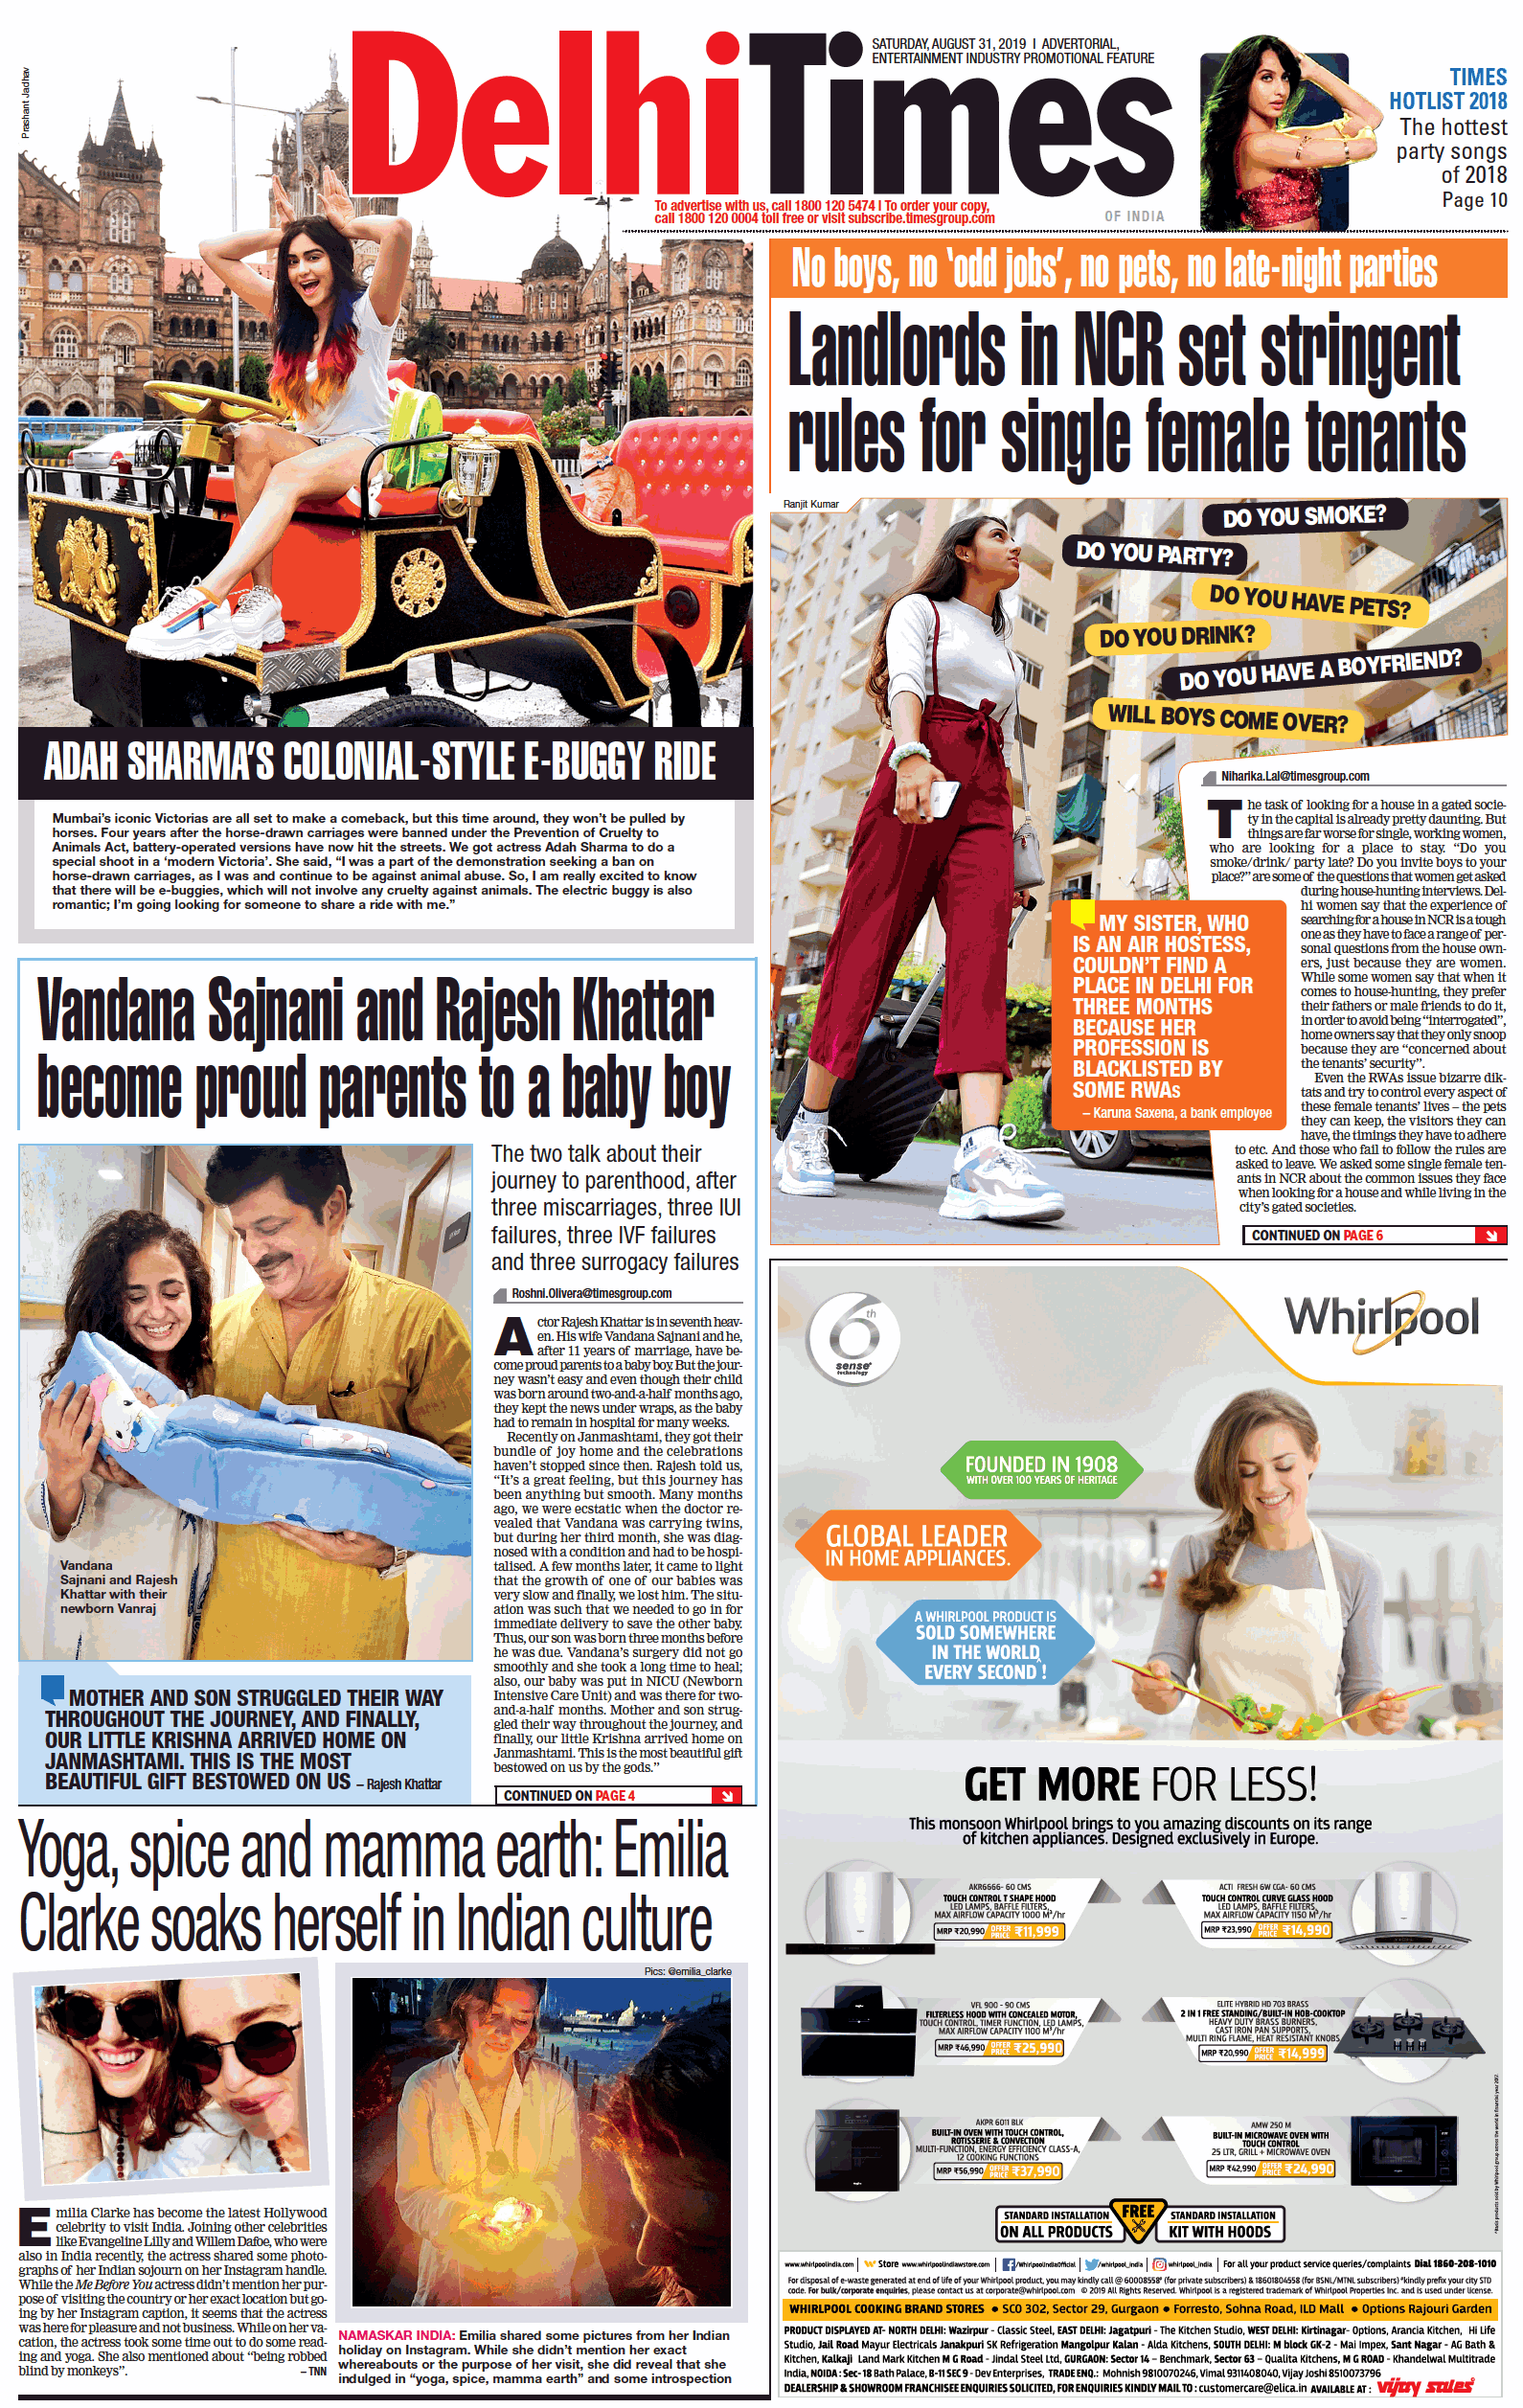 Prashant Jadhav
Delhi Times
SATURDAY, AUGUST 31, 2019 I ADVERTORIAL,
ENTERTAINMENT INDUSTRY PROMOTIONAL FEATURE
To advertise with us, call 1800 120 5474 I To order your copy,
call 1800 120 0004 toll free or visit subscribe.timesgroup.com
OF INDIA
TIMES
HOTLIST 2018
The hottest
party songs
of 2018
Page 10
ADAH SHARMA'S COLONIAL-STYLE E-BUGGY RIDE
Mumbai's iconic Victorias are all set to make a comeback, but this time around, they won't be pulled by
horses. Four years after the horse-drawn carriages were banned under the Prevention of Cruelty to
Animals Act, battery-operated versions have now hit the streets. We got actress Adah Sharma to do a
special shoot in a 'modern Victoria'. She said, "I was a part of the demonstration seeking a ban on
horse-drawn carriages, as I was and continue to be against animal abuse. So, I am really excited to know
that there will be e-buggies, which will not involve any cruelty against animals. The electric buggy is also
romantic; I'm going looking for someone to share a ride with me."
No boys, no 'odd jobs', no pets, no late-night parties
Landlords in NCR set stringent
rules for single female tenants
Ranjit Kumar
DO YOU SMOKE?
DO YOU PARTY?
DO YOU HAVE PETS?
DO YOU DRINK?
DO YOU HAVE A BOYFRIEND?
WILL BOYS COME OVER?
Niharika.Lal@timesgroup.com
The task of looking for a house in a gated socie-
ty in the capital is already pretty daunting. But
things are far worse for single, working women,
who are looking for a place to stay. "Do you
smoke/drink/ party late? Do you invite boys to your
place?" are some of the questions that women get asked
during house-hunting interviews. Del-
hi women say that the experience of
searching for a house in NCR is a tough
one as they have to face a range of per-
sonal questions from the house own-
ers, just because they are women.
While some women say that when it
comes to house-hunting, they prefer
their fathers or male friends to do it,
in order to avoid being "interrogated",
home owners say that they only snoop
because they are "concerned about
the tenants' security".
Even the RWAs issue bizarre dik-
tats and try to control every aspect of
these female tenants' lives – the pets
they can keep, the visitors they can
have, the timings they have to adhere
to etc. And those who fail to follow the rules are
asked to leave. We asked some single female ten-
ants in NCR about the common issues they face
when looking for a house and while living in the
city's gated societies.
CONTINUED ON PAGE 6
MY SISTER, WHO
IS AN AIR HOSTESS,
COULDN'T FIND A
PLACE IN DELHI FOR
THREE MONTHS
BECAUSE HER
PROFESSION IS
BLACKLISTED BY
SOME RWAs
– Karuna Saxena, a bank employee
Vandana Sajnani and Rajesh Khattar
become proud parents to a baby boy
The two talk about their
journey to parenthood, after
three miscarriages, three IUI
failures, three IVF failures
and three surrogacy failures
Roshni.Olivera@timesgroup.com
Actor Rajesh Khattar is in seventh heav-
en. His wife Vandana Sajnani and he,
after 11 years of marriage, have be-
come proud parents to a baby boy. But the jour-
ney wasn't easy and even though their child
was born around two-and-a-half months ago,
they kept the news under wraps, as the baby
had to remain in hospital for many weeks.
Recently on Janmashtami, they got their
bundle of joy home and the celebrations
haven't stopped since then. Rajesh told us,
"It's a great feeling, but this journey has
been anything but smooth. Many months
ago, we were ecstatic when the doctor re-
vealed that Vandana was carrying twins,
but during her third month, she was diag-
nosed with a condition and had to be hospi-
talised. A few months later, it came to light
that the growth of one of our babies was
very slow and finally, we lost him. The situ-
ation was such that we needed to go in for
immediate delivery to save the other baby.
Thus, our son was born three months before
he was due. Vandana's surgery did not go
smoothly and she took a long time to heal;
also, our baby was put in NICU (Newborn
Intensive Care Unit) and was there for two-
and-a-half months. Mother and son strug-
gled their way throughout the journey, and
finally, our little Krishna arrived home on
Janmashtami. This is the most beautiful gift
bestowed on us by the gods."
CONTINUED ON PAGE 4
Vandana
Sajnani and Rajesh
Khattar with their
newborn Vanraj
MOTHER AND SON STRUGGLED THEIR WAY
THROUGHOUT THE JOURNEY, AND FINALLY,
OUR LITTLE KRISHNA ARRIVED HOME ON
JANMASHTAMI. THIS IS THE MOST
BEAUTIFUL GIFT BESTOWED ON US – Rajesh Khattar
Yoga, spice and mamma earth: Emilia
Clarke soaks herself in Indian culture
Pics: @emilia_clarke
Emilia Clarke has become the latest Hollywood
celebrity to visit India. Joining other celebrities
like Evangeline Lilly and Willem Dafoe, who were
also in India recently, the actress shared some photo-
graphs of her Indian sojourn on her Instagram handle.
While the Me Before You actress didn't mention her pur-
pose of visiting the country or her exact location but go-
ing by her Instagram caption, it seems that the actress
was here for pleasure and not business. While on her va-
cation, the actress took some time out to do some read-
ing and yoga. She also mentioned about "being robbed
blind by monkeys". – TNN
NAMASKAR INDIA: Emilia shared some pictures from her Indian
holiday on Instagram. While she didn't mention her exact
whereabouts or the purpose of her visit, she did reveal that she
indulged in "yoga, spice, mamma earth" and some introspection
6th
sense
technology
Whirlpool
FOUNDED IN 1908
WITH OVER 100 YEARS OF HERITAGE
GLOBAL LEADER
IN HOME APPLIANCES.
A WHIRLPOOL PRODUCT IS
SOLD SOMEWHERE
IN THE WORLD
EVERY SECOND^!
GET MORE FOR LESS!
This monsoon Whirlpool brings to you amazing discounts on its range
of kitchen appliances. Designed exclusively in Europe.
AKR6666- 60 CMS
TOUCH CONTROL T SHAPE HOOD
LED LAMPS, BAFFLE FILTERS,
MAX AIRFLOW CAPACITY 1000 M³/hr
MRP ₹20,990 OFFER PRICE ₹11,999
ACTI FRESH 6W CGA- 60 CMS
TOUCH CONTROL CURVE GLASS HOOD
LED LAMPS, BAFFLE FILTERS,
MAX AIRFLOW CAPACITY 1150 M³/hr
MRP ₹23,990 OFFER PRICE ₹14,990
VFL 900 - 90 CMS
FILTERLESS HOOD WITH CONCEALED MOTOR,
TOUCH CONTROL, TIMER FUNCTION, LED LAMPS,
MAX AIRFLOW CAPACITY 1100 M³/hr
MRP ₹46,990 OFFER PRICE ₹25,990
ELITE HYBRID HD 703 BRASS
2 IN 1 FREE STANDING/BUILT-IN HOB-COOKTOP
HEAVY DUTY BRASS BURNERS,
CAST IRON PAN SUPPORTS,
MULTI RING FLAME, HEAT RESISTANT KNOBS
MRP ₹20,990 OFFER PRICE ₹14,999
AKPR 6011 BLK
BUILT-IN OVEN WITH TOUCH CONTROL,
ROTISSERIE & CONVECTION
MULTI-FUNCTION, ENERGY EFFICIENCY CLASS-A,
12 COOKING FUNCTIONS
MRP ₹56,990 OFFER PRICE ₹37,990
AMW 250 M
BUILT-IN MICROWAVE OVEN WITH
TOUCH CONTROL
25 LTR, GRILL + MICROWAVE OVEN
MRP ₹42,990 OFFER PRICE ₹24,990
STANDARD INSTALLATION
ON ALL PRODUCTS
FREE
STANDARD INSTALLATION
KIT WITH HOODS
www.whirlpoolindia.com | W Store www.whirlpoolindiawstore.com | /WhirlpoolIndiaOfficial | /whirlpool_india | whirlpool_india | For all your product service queries/complaints Dial 1860-208-1010
For disposal of e-waste generated at end of life of your Whirlpool product, you may kindly call @ 60008558* (for private subscribers) & 18601804558 (for BSNL/MTNL subscribers) *kindly prefix your city STD
code. For bulk/corporate enquiries, please contact us at corporate@whirlpool.com © 2019 All Rights Reserved. Whirlpool is a registered trademark of Whirlpool Properties Inc. and is used under license.
WHIRLPOOL COOKING BRAND STORES • SCO 302, Sector 29, Gurgaon • Forresto, Sohna Road, ILD Mall • Options Rajouri Garden
PRODUCT DISPLAYED AT- NORTH DELHI: Wazirpur - Classic Steel, EAST DELHI: Jagatpuri - The Kitchen Studio, WEST DELHI: Kirtinagar- Options, Arancia Kitchen, Hi Life
Studio, Jail Road Mayur Electricals Janakpuri SK Refrigeration Mangolpur Kalan - Alda Kitchens, SOUTH DELHI: M block GK-2 - Mai Impex, Sant Nagar - AG Bath &
Kitchen, Kalkaji Land Mark Kitchen M G Road - Jindal Steel Ltd, GURGAON: Sector 14 – Benchmark, Sector 63 – Qualita Kitchens, M G ROAD - Khandelwal Multitrade
India, NOIDA : Sec- 18 Bath Palace, B-11 SEC 9 - Dev Enterprises, TRADE ENQ.: Mohnish 9810070246, Vimal 9311408040, Vijay Joshi 8510073796
DEALERSHIP & SHOWROOM FRANCHISEE ENQUIRIES SOLICITED, FOR ENQUIRIES KINDLY MAIL TO : customercare@elica.in AVAILABLE AT : vijay sales